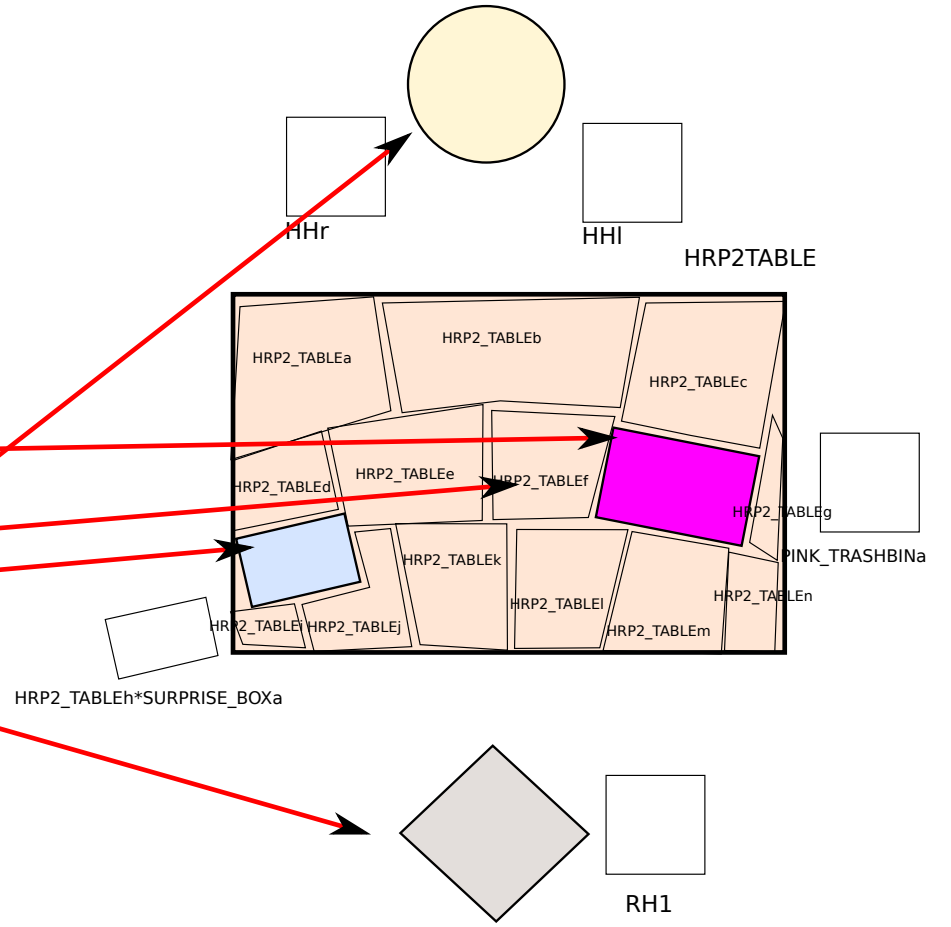 HHr
HHl
HRP2TABLE
HRP2_TABLEa
HRP2_TABLEb
HRP2_TABLEc
HRP2_TABLEd
HRP2_TABLEe
HRP2_TABLEf
HRP2_TABLEg
PINK_TRASHBINa
HRP2_TABLEk
HRP2_TABLEn
HRP2_TABLEl
HRP2_TABLEi
HRP2_TABLEj
HRP2_TABLEm
HRP2_TABLEh*SURPRISE_BOXa
RH1